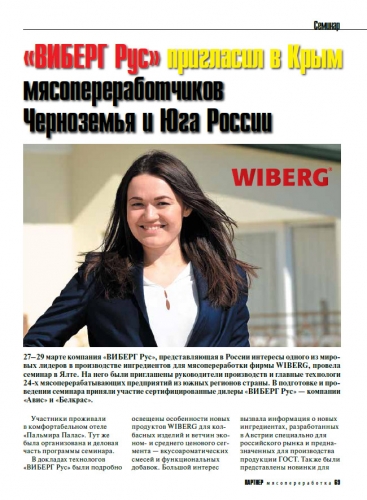 Семинар
«ВИБЕРГ Рус» пригласил в Крым
мясопереработчиков
Черноземья и Юга России
WIBERG®
27–29 марте компания «ВИБЕРГ Рус», представляющая в России интересы одного из миро-
вых лидеров в производстве ингредиентов для мясопереработки фирмы WIBERG, провела
семинар в Ялте. На него были приглашены руководители производств и главные технологи
24-х мясоперерабатывающих предприятий из южных регионов страны. В подготовке и про-
ведении семинара приняли участие сертифицированные дилеры «ВИБЕРГ Рус» — компании
«Авис» и «Белкрас».
Участники проживали
в комфортабельном отеле
«Пальмира Палас». Тут же
была организована и деловая
часть программы семинара.
В докладах технологов
«ВИБЕРГ Рус» были подробно
освещены особенности новых
продуктов WIBERG для кол-
басных изделий и ветчин эконо-
м- и среднего ценового сегмен-
та — вкусоароматических
смесей и функциональных
добавок. Большой интерес
вызвала информация о новых
ингредиентах, разработанных
в Австрии специально для
российского рынка и предна-
значенных для производства
продукции ГОСТ. Также были
представлены новинки для
ПАРТНЕР мясопереработка 63